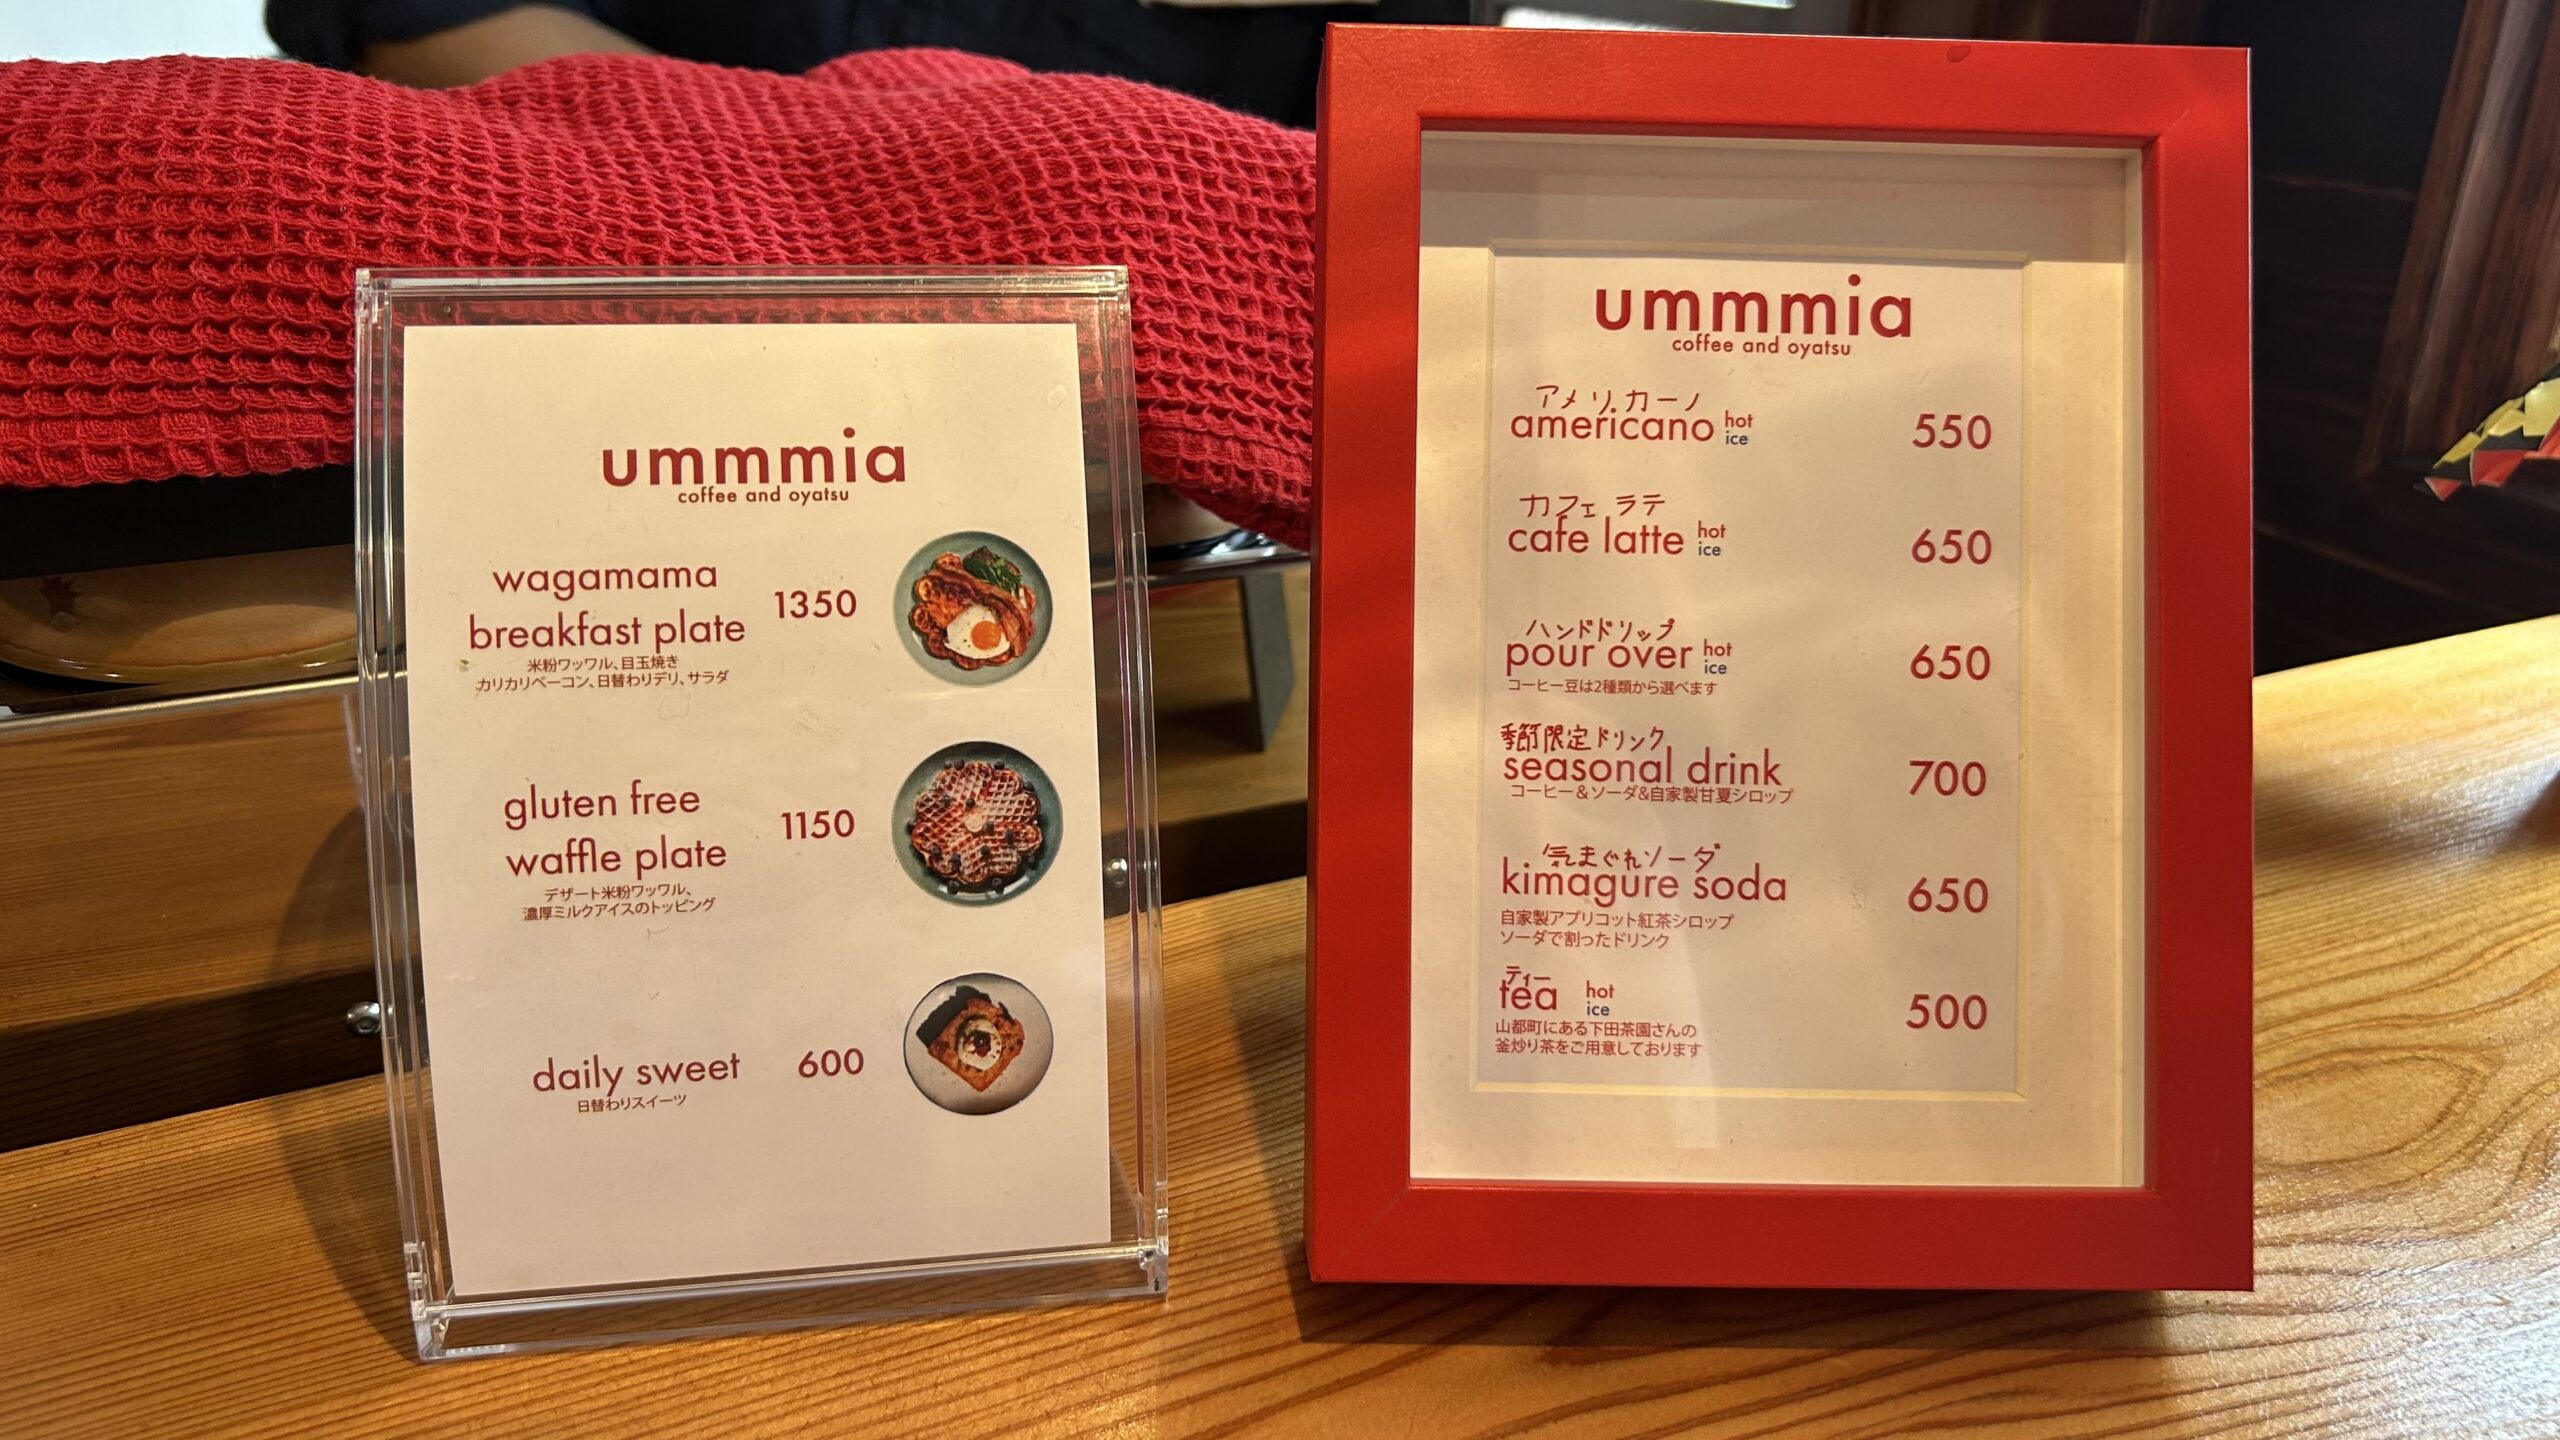 ummmia
coffee and oyatsu
wagamama
breakfast plate
1350
米粉ワッフル、目玉焼き
カリカリベーコン、日替わりデリ、サラダ
gluten free
waffle plate
1150
デザート米粉ワッフル、
濃厚ミルクアイスのトッピング
daily sweet
600
日替わりスイーツ
ummmia
coffee and oyatsu
アメリカーノ
americano hot ice 550
カフェ ラテ
cafe latte hot ice 650
ハンドドリップ
pour over hot ice 650
コーヒー豆は2種類から選べます
季節限定ドリンク
seasonal drink 700
コーヒー&ソーダ&自家製甘夏シロップ
気まぐれソーダ
kimagure soda 650
自家製アプリコット紅茶シロップ
ソーダで割ったドリンク
ティー
tea hot ice 500
山都町にある下田茶園さんの
釜炒り茶をご用意しております